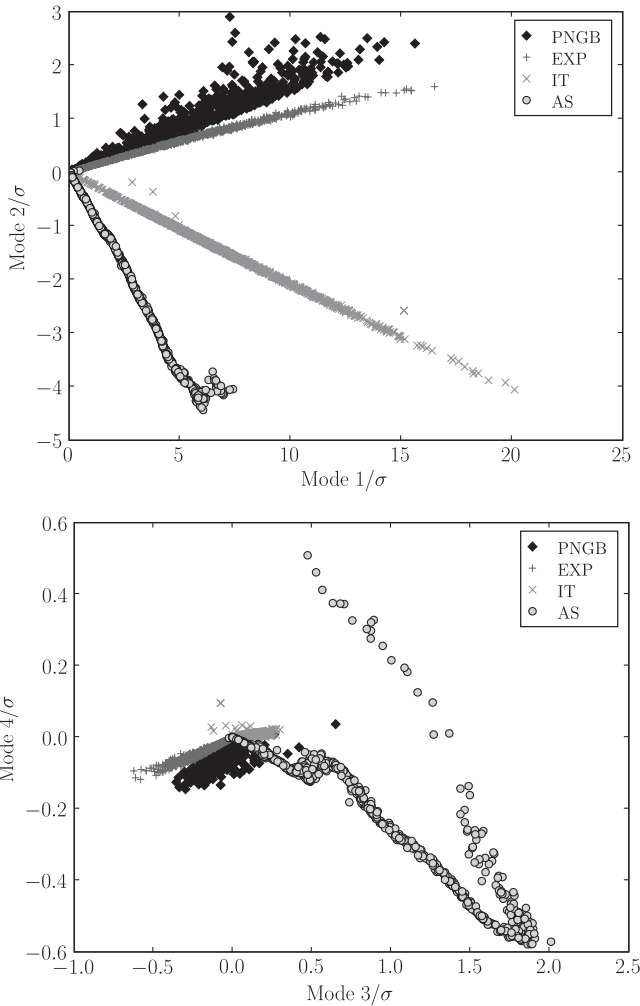 3
2
1
0
−1
−2
−3
−4
−5
Mode 2/σ
0 5 10 15 20 25
Mode 1/σ
PNGB
EXP
IT
AS
0.6
0.4
0.2
0.0
−0.2
−0.4
−0.6
Mode 4/σ
−1.0 −0.5 0.0 0.5 1.0 1.5 2.0 2.5
Mode 3/σ
PNGB
EXP
IT
AS